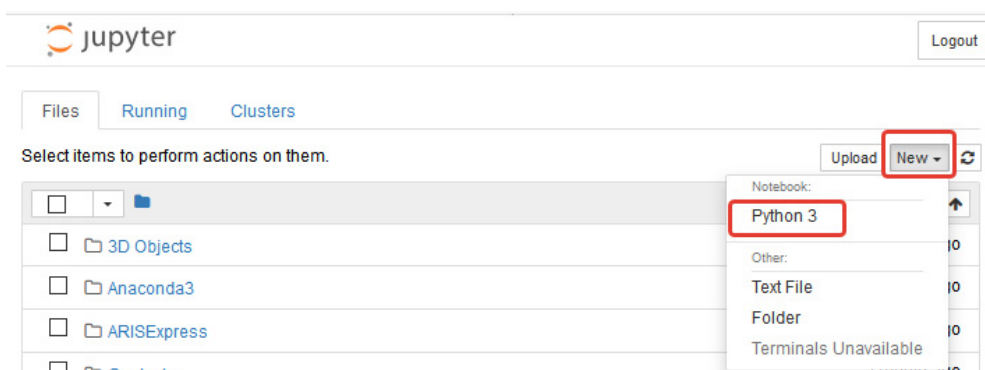 jupyter
Logout
Files Running Clusters
Select items to perform actions on them.
Upload New
Notebook:
Python 3
3D Objects
Other:
Anaconda3
Text File
Folder
ARISExpress
Terminals Unavailable